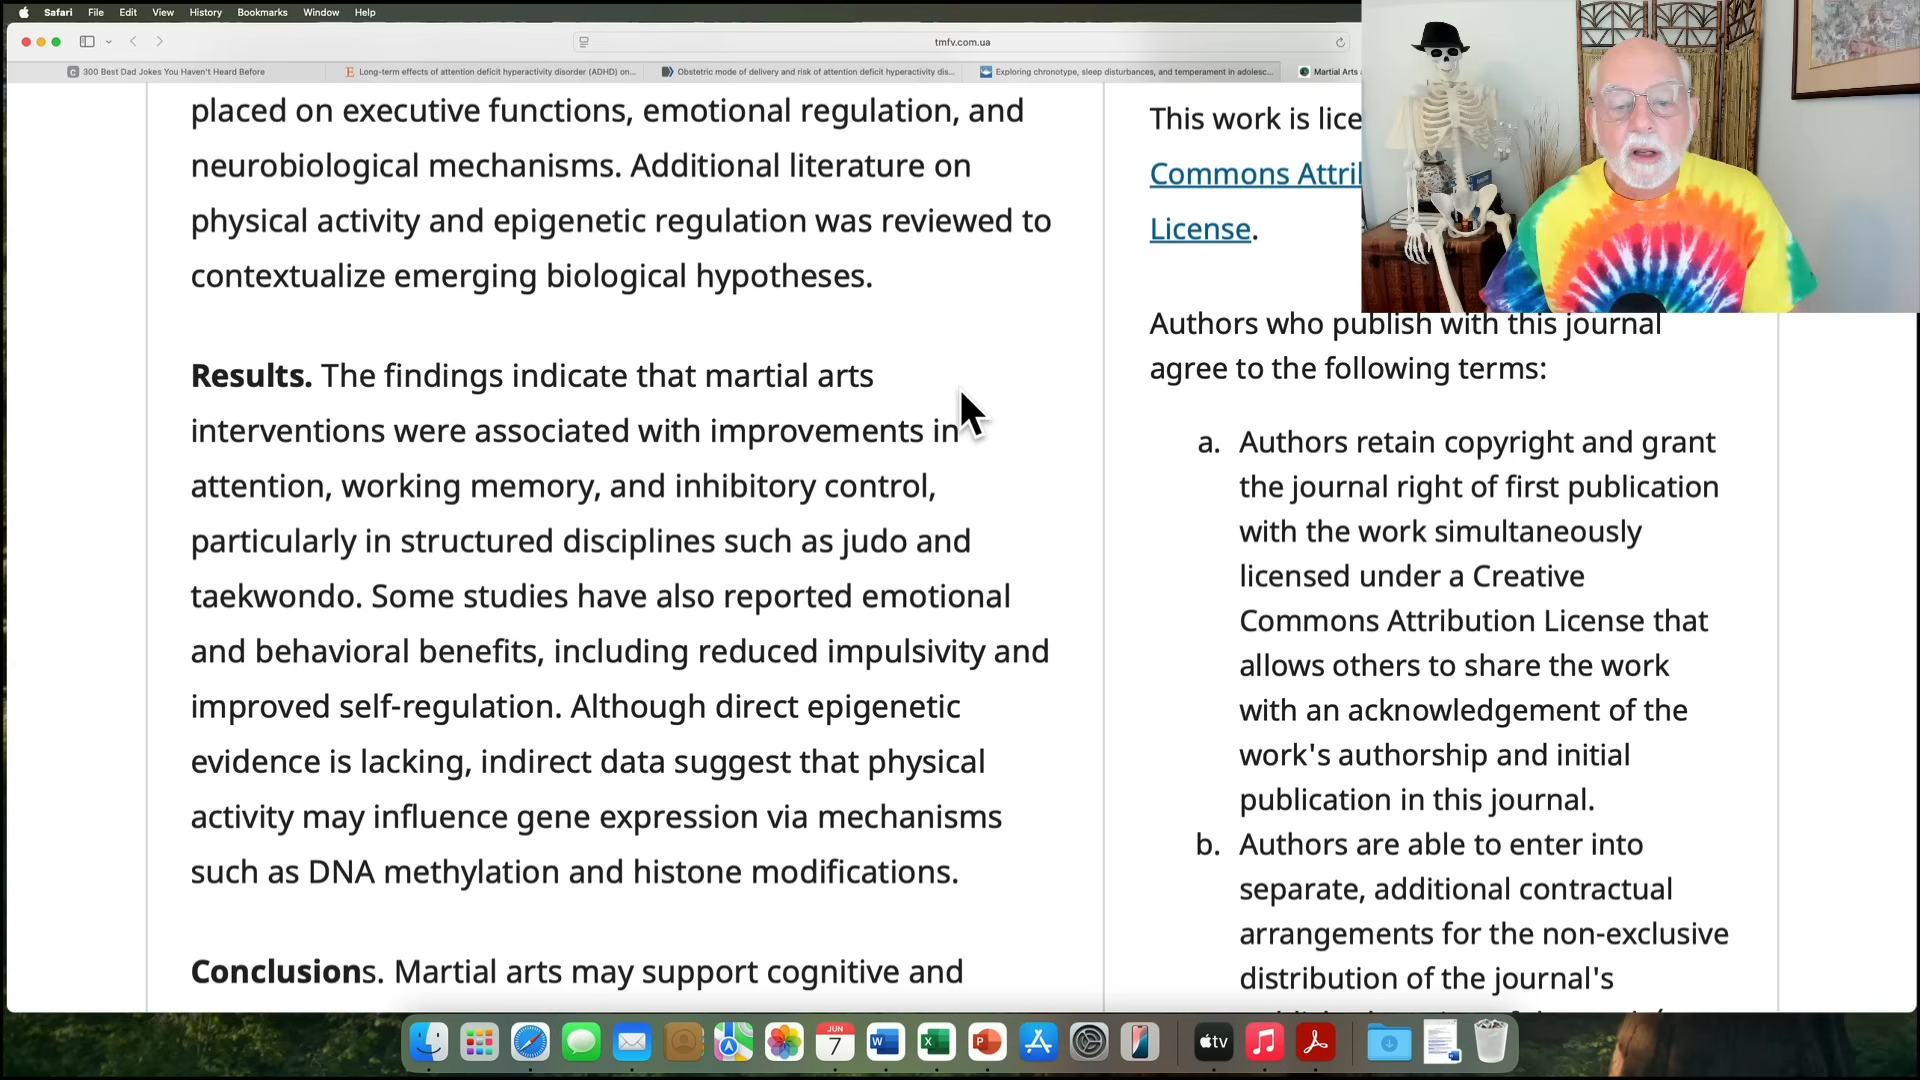 Safari File Edit View History Bookmarks Window Help
tmfv.com.ua
300 Best Dad Jokes You Haven't Heard Before
Long-term effects of attention deficit hyperactivity disorder (ADHD) on...
Obstetric mode of delivery and risk of attention deficit hyperactivity dis...
Exploring chronotype, sleep disturbances, and temperament in adolesc...
Martial Arts
placed on executive functions, emotional regulation, and
neurobiological mechanisms. Additional literature on
physical activity and epigenetic regulation was reviewed to
contextualize emerging biological hypotheses.
Results. The findings indicate that martial arts
interventions were associated with improvements in
attention, working memory, and inhibitory control,
particularly in structured disciplines such as judo and
taekwondo. Some studies have also reported emotional
and behavioral benefits, including reduced impulsivity and
improved self-regulation. Although direct epigenetic
evidence is lacking, indirect data suggest that physical
activity may influence gene expression via mechanisms
such as DNA methylation and histone modifications.
Conclusions. Martial arts may support cognitive and
This work is lice
Commons Attri
License.
Authors who publish with this journal
agree to the following terms:
a. Authors retain copyright and grant
the journal right of first publication
with the work simultaneously
licensed under a Creative
Commons Attribution License that
allows others to share the work
with an acknowledgement of the
work's authorship and initial
publication in this journal.
b. Authors are able to enter into
separate, additional contractual
arrangements for the non-exclusive
distribution of the journal's
JUN
7
tv